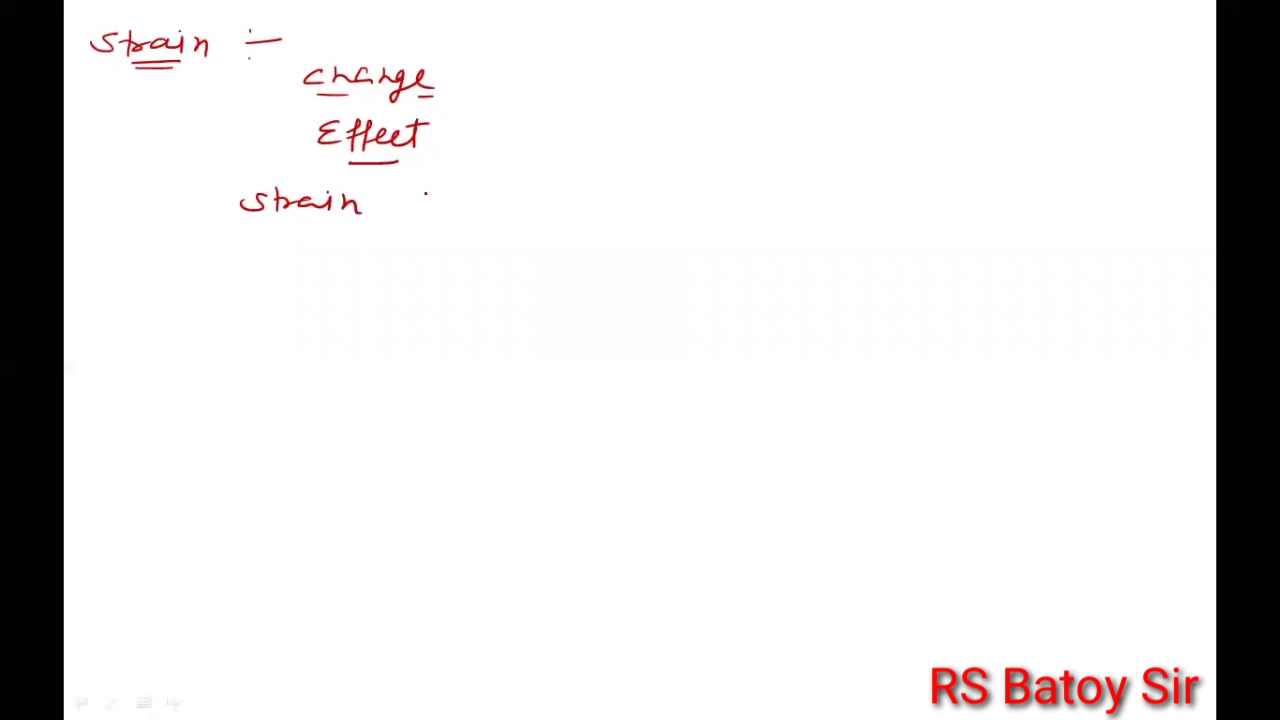 Strain :-
change
Effect
Strain
RS Batoy Sir